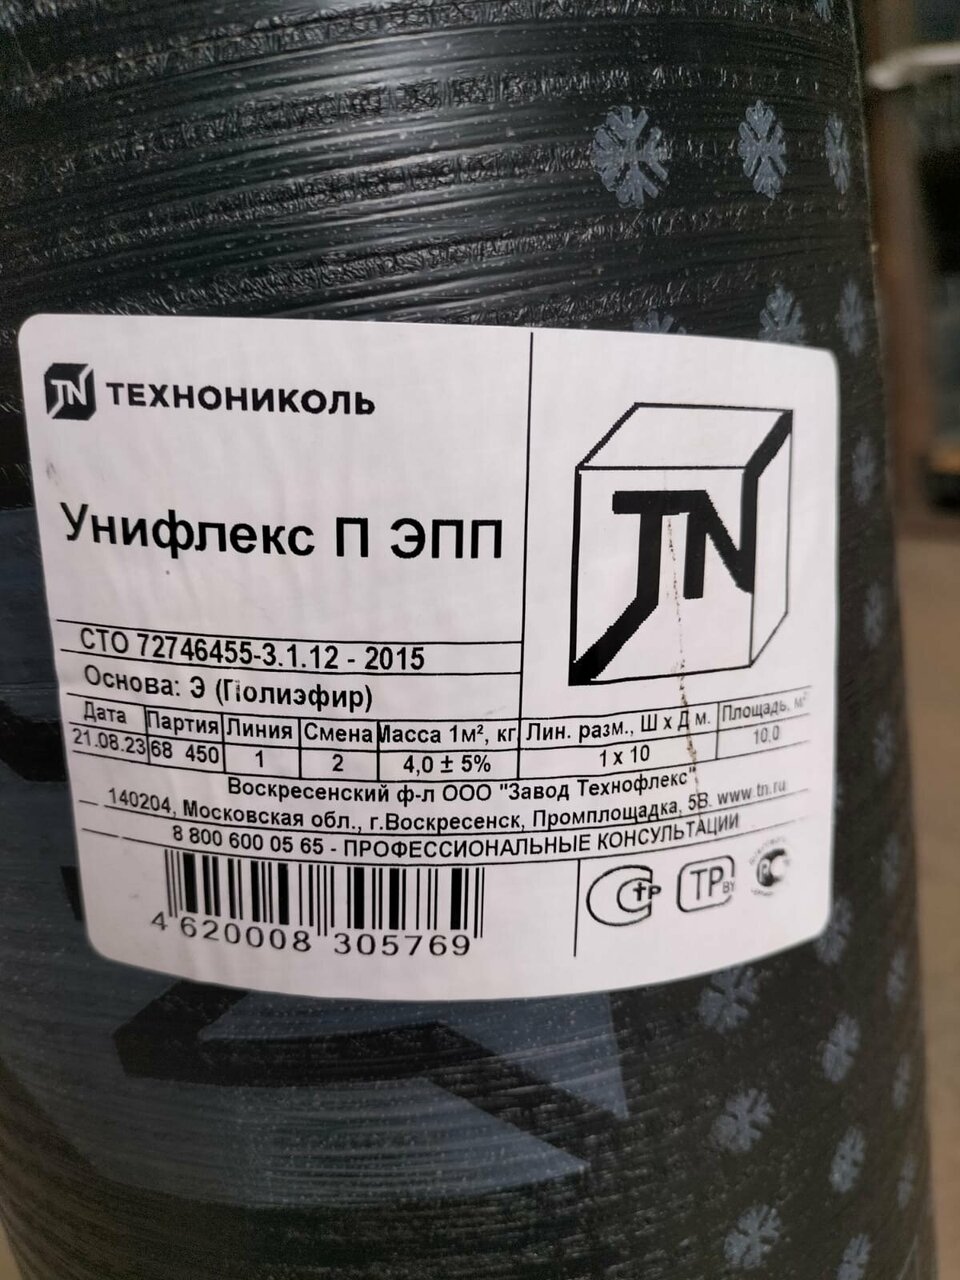 TN ТЕХНОНИКОЛЬ
TN
Унифлекс П ЭПП
СТО 72746455-3.1.12 - 2015
Основа: Э (Полиэфир)
Дата Партия Линия Смена Масса 1м², кг Лин. разм., Ш х Д м. Площадь, м²
21.08.23 68 450 1 2 4,0 ± 5% 1 x 10 10,0
Воскресенский ф-л ООО "Завод Технофлекс"
140204, Московская обл., г.Воскресенск, Промплощадка, 5В. www.tn.ru
8 800 600 05 65 - ПРОФЕССИОНАЛЬНЫЕ КОНСУЛЬТАЦИИ
4 620008 305769
ТР BY